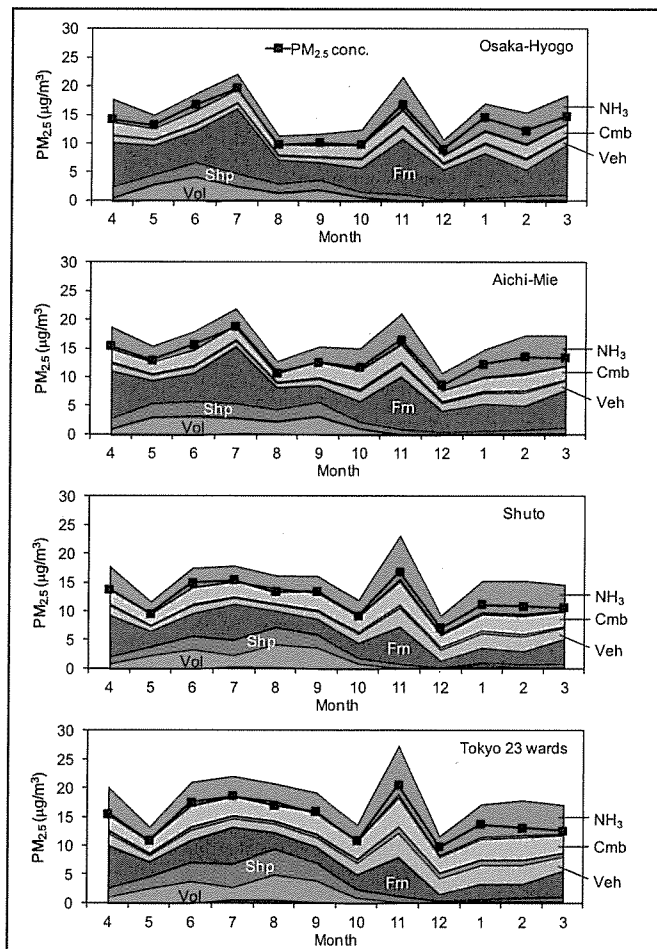 PM2.5 conc.
Osaka-Hyogo
PM2.5 (μg/m³)
30
25
20
15
10
5
0
NH3
Cmb
Veh
Frn
Shp
Vol
4 5 6 7 8 9 10 11 12 1 2 3
Month
Aichi-Mie
PM2.5 (μg/m³)
30
25
20
15
10
5
0
NH3
Cmb
Veh
Frn
Shp
Vol
4 5 6 7 8 9 10 11 12 1 2 3
Month
Shuto
PM2.5 (μg/m³)
30
25
20
15
10
5
0
NH3
Cmb
Veh
Frn
Shp
Vol
4 5 6 7 8 9 10 11 12 1 2 3
Month
Tokyo 23 wards
PM2.5 (μg/m³)
30
25
20
15
10
5
0
NH3
Cmb
Veh
Frn
Shp
Vol
4 5 6 7 8 9 10 11 12 1 2 3
Month